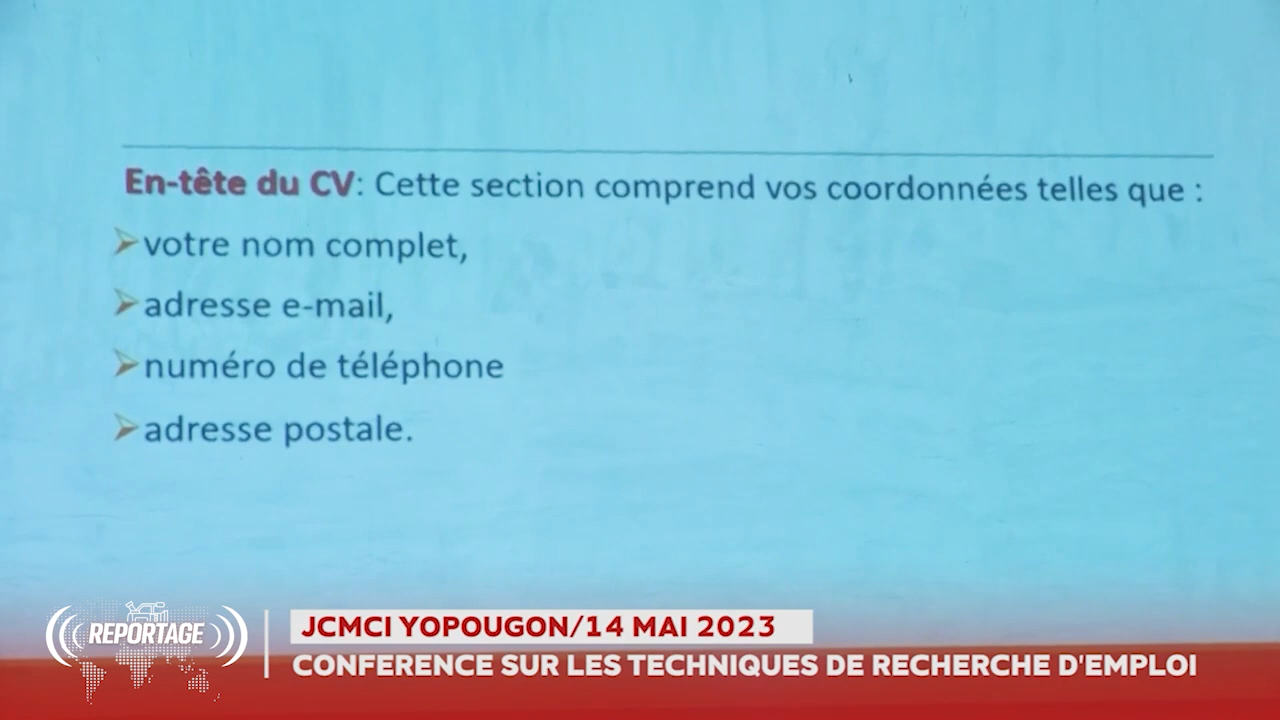 En-tête du CV: Cette section comprend vos coordonnées telles que :
votre nom complet,
adresse e-mail,
numéro de téléphone
adresse postale.
REPORTAGE
JCMCI YOPOUGON/14 MAI 2023
CONFERENCE SUR LES TECHNIQUES DE RECHERCHE D'EMPLOI